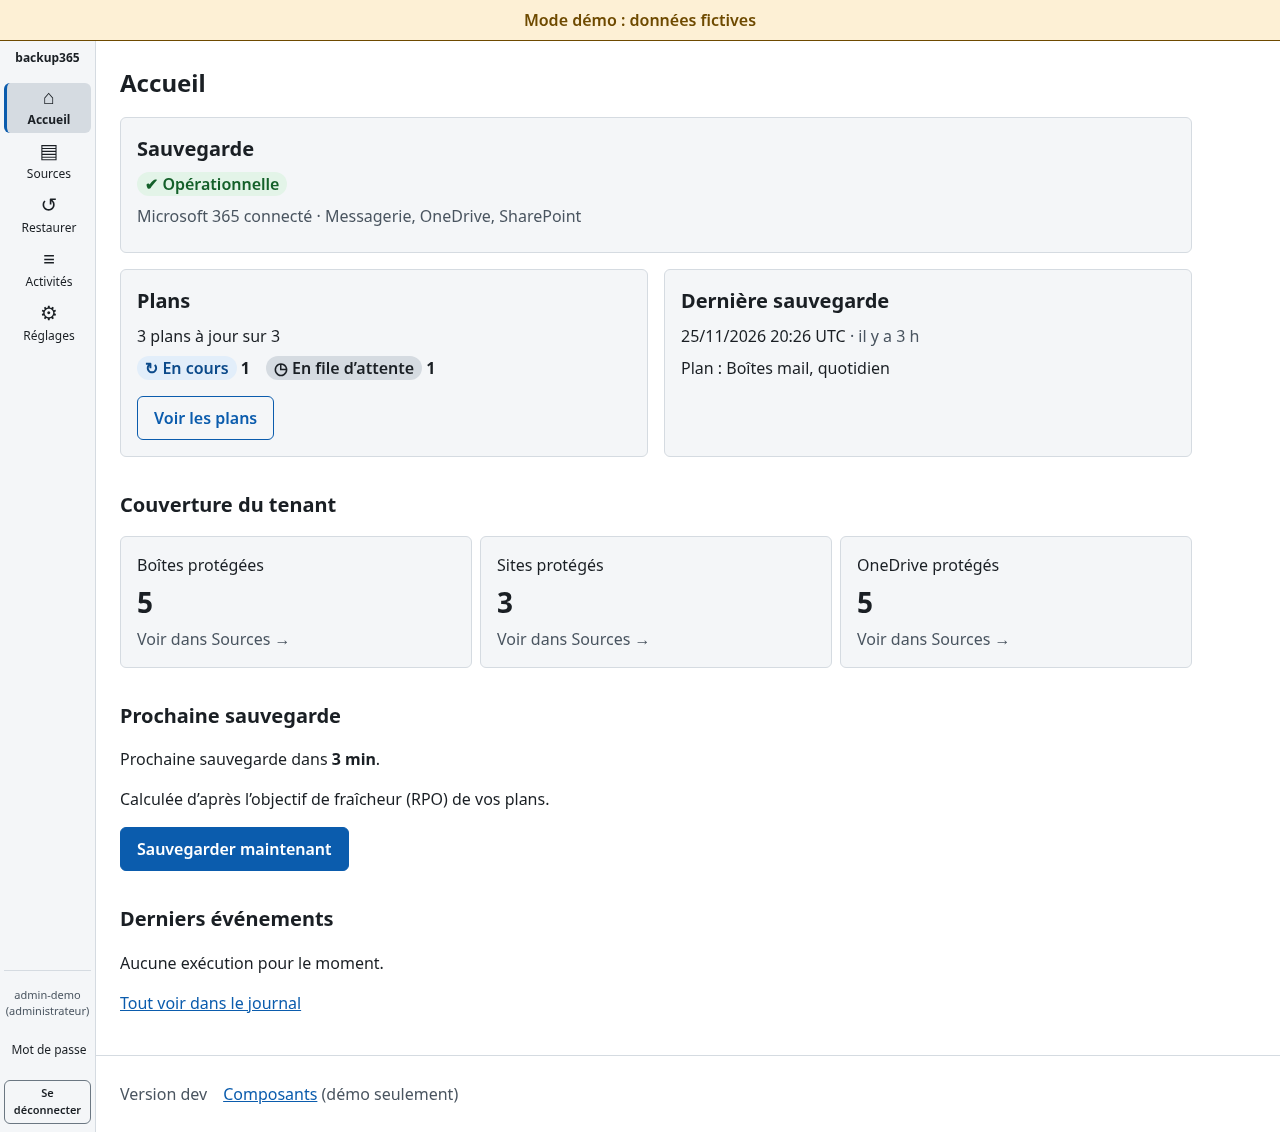 Mode démo : données fictives
backup365
Accueil
Sources
Restaurer
Activités
Réglages
admin-demo
(administrateur)
Mot de passe
Se
déconnecter
Accueil
Sauvegarde
✔ Opérationnelle
Microsoft 365 connecté · Messagerie, OneDrive, SharePoint
Plans
3 plans à jour sur 3
↻ En cours 1 ◷ En file d’attente 1
Voir les plans
Dernière sauvegarde
25/11/2026 20:26 UTC · il y a 3 h
Plan : Boîtes mail, quotidien
Couverture du tenant
Boîtes protégées
5
Voir dans Sources →
Sites protégés
3
Voir dans Sources →
OneDrive protégés
5
Voir dans Sources →
Prochaine sauvegarde
Prochaine sauvegarde dans 3 min.
Calculée d’après l’objectif de fraîcheur (RPO) de vos plans.
Sauvegarder maintenant
Derniers événements
Aucune exécution pour le moment.
Tout voir dans le journal
Version dev Composants (démo seulement)